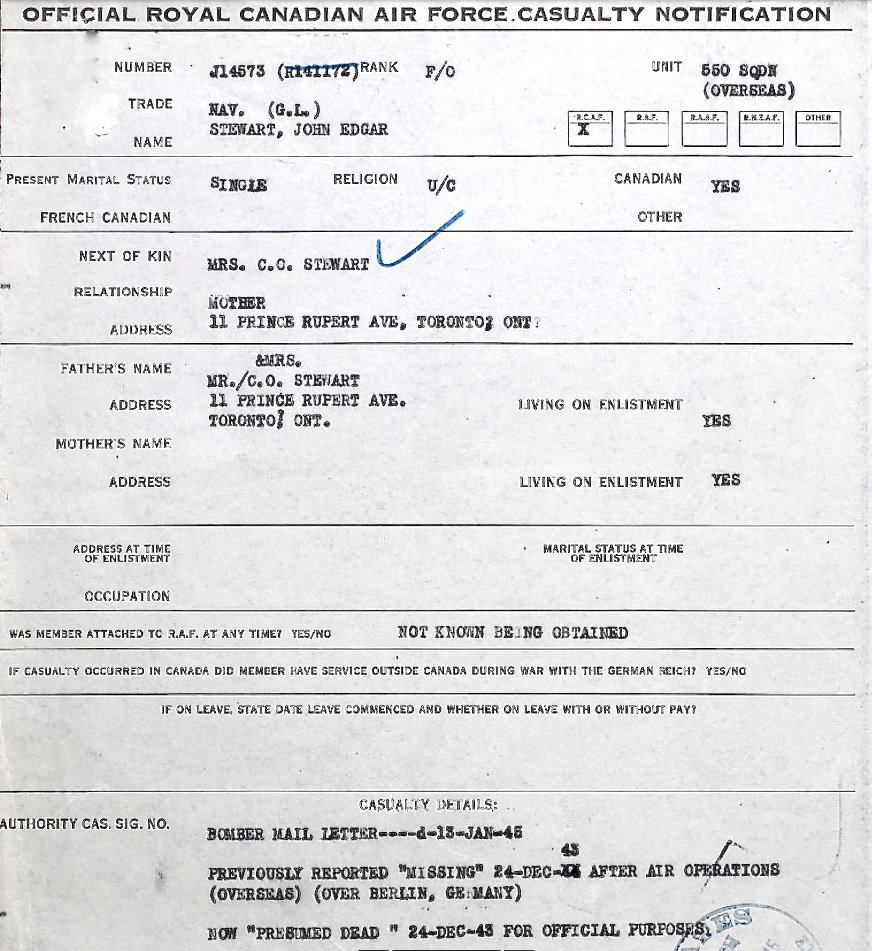 OFFICIAL ROYAL CANADIAN AIR FORCE.CASUALTY NOTIFICATION
NUMBER J14573 (R141172) RANK F/O UNIT 550 SQDN
(OVERSEAS)
TRADE NAV. (G.L.)
R.C.A.F. R.A.F. R.A.A.F. R.N.Z.A.F. OTHER
X
NAME STEWART, JOHN EDGAR
PRESENT MARITAL STATUS SINGLE RELIGION U/C CANADIAN YES
FRENCH CANADIAN OTHER
NEXT OF KIN MRS. C.O. STEWART
RELATIONSHIP MOTHER
ADDRESS 11 PRINCE RUPERT AVE, TORONTO, ONT.
&MRS.
FATHER'S NAME MR./C.O. STEWART
ADDRESS 11 PRINCE RUPERT AVE. LIVING ON ENLISTMENT
TORONTO, ONT. YES
MOTHER'S NAME
ADDRESS LIVING ON ENLISTMENT YES
ADDRESS AT TIME MARITAL STATUS AT TIME
OF ENLISTMENT OF ENLISTMENT
OCCUPATION
WAS MEMBER ATTACHED TO R.A.F. AT ANY TIME? YES/NO NOT KNOWN BEING OBTAINED
IF CASUALTY OCCURRED IN CANADA DID MEMBER HAVE SERVICE OUTSIDE CANADA DURING WAR WITH THE GERMAN REICH? YES/NO
IF ON LEAVE, STATE DATE LEAVE COMMENCED AND WHETHER ON LEAVE WITH OR WITHOUT PAY?
CASUALTY DETAILS:
AUTHORITY CAS. SIG. NO.
BOMBER MAIL LETTER----d-13-JAN-45
43
PREVIOUSLY REPORTED "MISSING" 24-DEC- AFTER AIR OPERATIONS
(OVERSEAS) (OVER BERLIN, GERMANY)
NOW "PRESUMED DEAD " 24-DEC-43 FOR OFFICIAL PURPOSES.